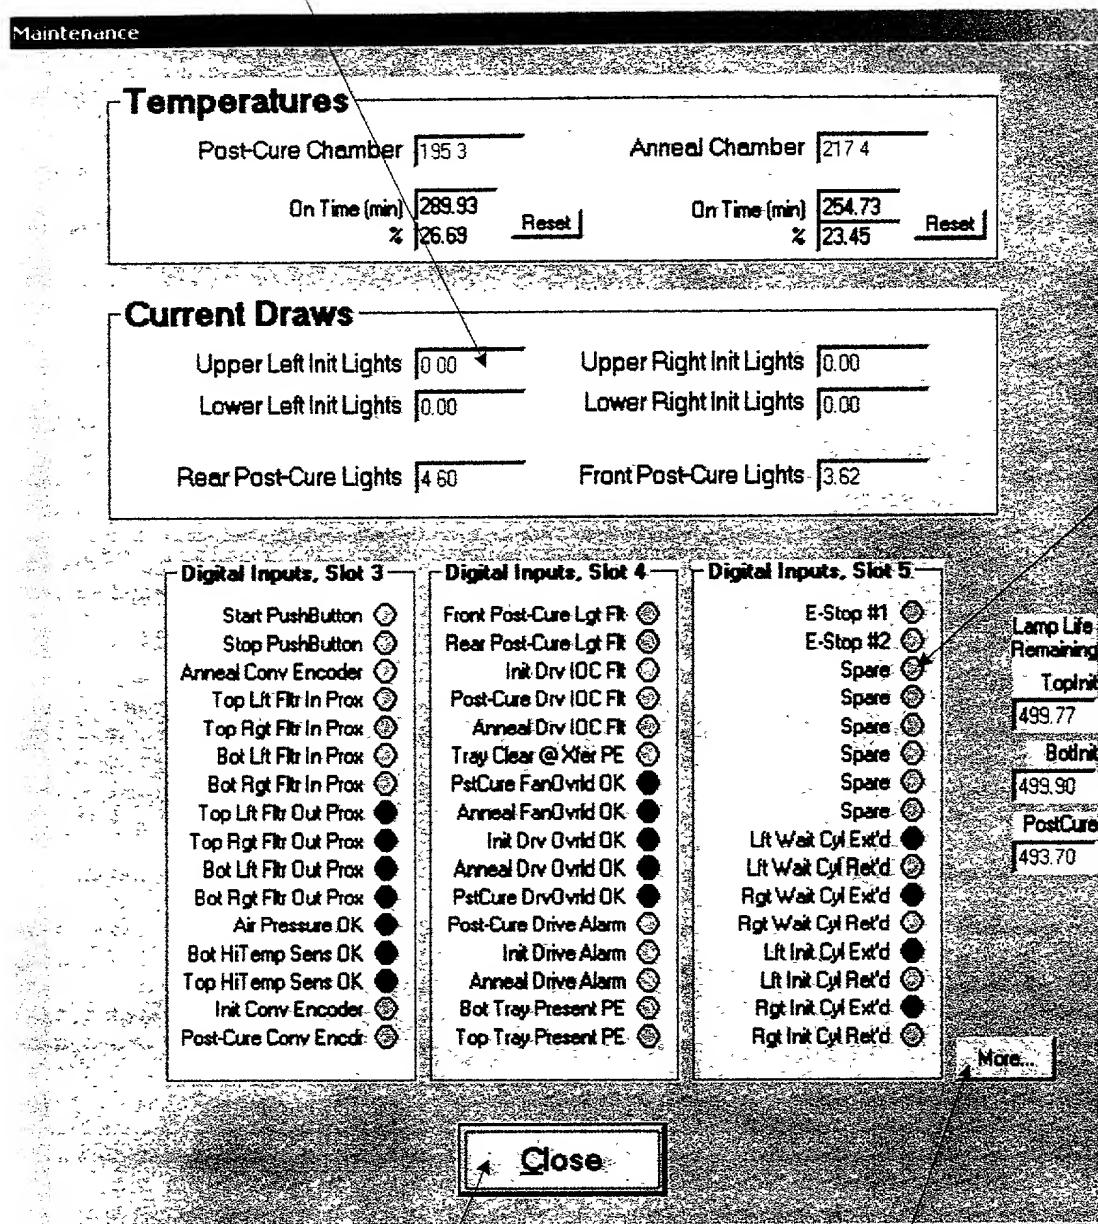 Maintenance
Temperatures
Post-Cure Chamber 195 3
Anneal Chamber 217 4
On Time (min) 289.93
% 26.69
Reset
On Time (min) 254.73
% 23.45
Reset
Current Draws
Upper Left Init Lights 0 00
Upper Right Init Lights 0.00
Lower Left Init Lights 0.00
Lower Right Init Lights 0.00
Rear Post-Cure Lights 4 60
Front Post-Cure Lights 3.62
Digital Inputs, Slot 3
Start PushButton
Stop PushButton
Anneal Conv Encoder
Top Lft Fltr In Prox
Top Rgt Fltr In Prox
Bot Lft Fltr In Prox
Bot Rgt Fltr In Prox
Top Lft Fltr Out Prox
Top Rgt Fltr Out Prox
Bot Lft Fltr Out Prox
Bot Rgt Fltr Out Prox
Air Pressure OK
Bot HiTemp Sens OK
Top HiTemp Sens OK
Init Conv Encoder
Post-Cure Conv Encdr
Digital Inputs, Slot 4
Front Post-Cure Lgt Flt
Rear Post-Cure Lgt Flt
Init Drv IOC Flt
Post-Cure Drv IOC Flt
Anneal Drv IOC Flt
Tray Clear @ Xfer PE
PstCure FanOvrld OK
Anneal FanOvrld OK
Init Drv Ovrld OK
Anneal Drv Ovrld OK
PstCure DrvOvrld OK
Post-Cure Drive Alarm
Init Drive Alarm
Anneal Drive Alarm
Bot Tray Present PE
Top Tray Present PE
Digital Inputs, Slot 5
E-Stop #1
E-Stop #2
Spare
Spare
Spare
Spare
Spare
Spare
Lft Wait Cyl Ext'd
Lft Wait Cyl Ret'd
Rgt Wait Cyl Ext'd
Rgt Wait Cyl Ret'd
Lft Init Cyl Ext'd
Lft Init Cyl Ret'd
Rgt Init Cyl Ext'd
Rgt Init Cyl Ret'd
Lamp Life
Remaining
TopInit
499.77
BotInit
499.90
PostCure
493.70
More...
Close